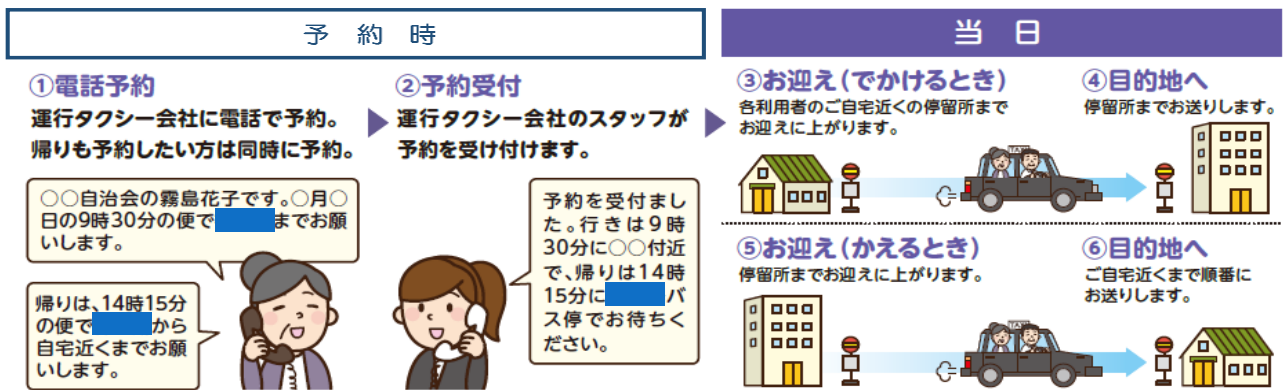 予約時
当日
①電話予約
運行タクシー会社に電話で予約。
帰りも予約したい方は同時に予約。
○○自治会の霧島花子です。○月○
日の9時30分の便で までお願
いします。
帰りは、14時15分
の便で から
自宅近くまでお願
いします。
②予約受付
運行タクシー会社のスタッフが
予約を受け付けます。
予約を受付まし
た。行きは9時
30分に○○付近
で、帰りは14時
15分に バ
ス停でお待ちく
ださい。
③お迎え(でかけるとき)
各利用者のご自宅近くの停留所まで
お迎えに上がります。
④目的地へ
停留所までお送りします。
TAXI
⑤お迎え(かえるとき)
停留所までお迎えに上がります。
⑥目的地へ
ご自宅近くまで順番に
お送りします。
TAXI